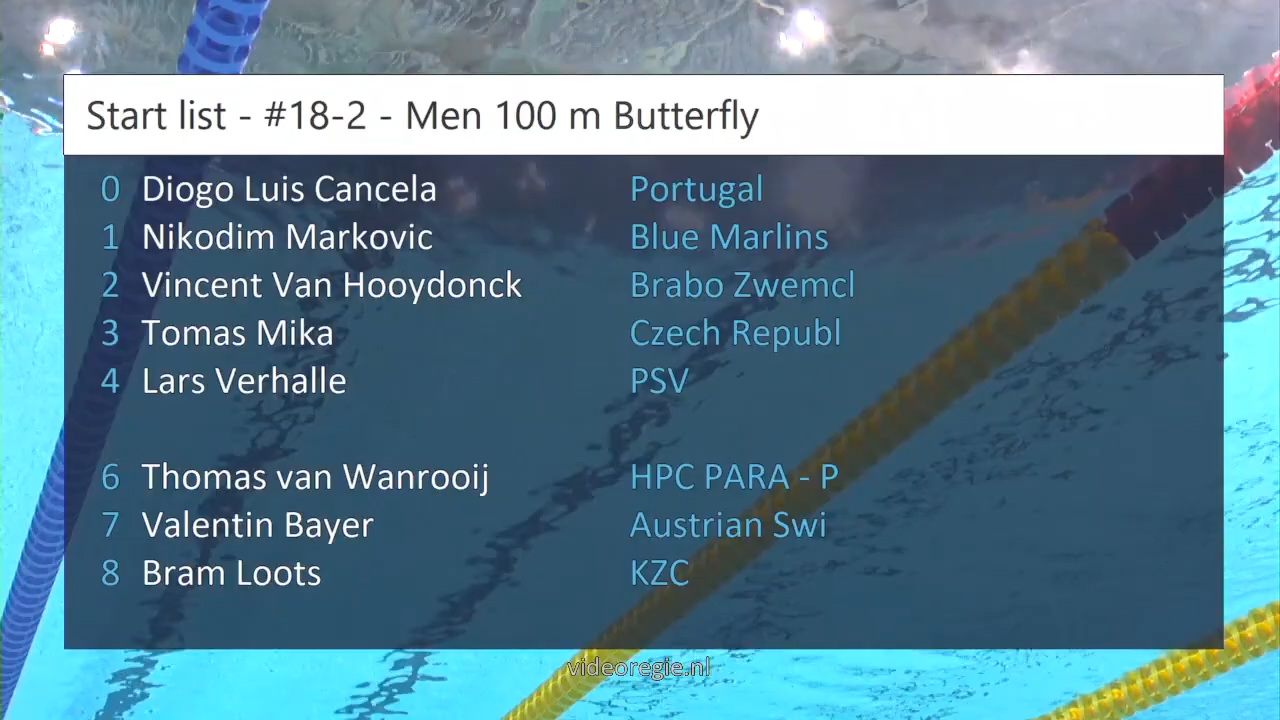 Start list - #18-2 - Men 100 m Butterfly
0 Diogo Luis Cancela Portugal
1 Nikodim Markovic Blue Marlins
2 Vincent Van Hooydonck Brabo Zwemcl
3 Tomas Mika Czech Republ
4 Lars Verhalle PSV
6 Thomas van Wanrooij HPC PARA - P
7 Valentin Bayer Austrian Swi
8 Bram Loots KZC
videoregie.nl